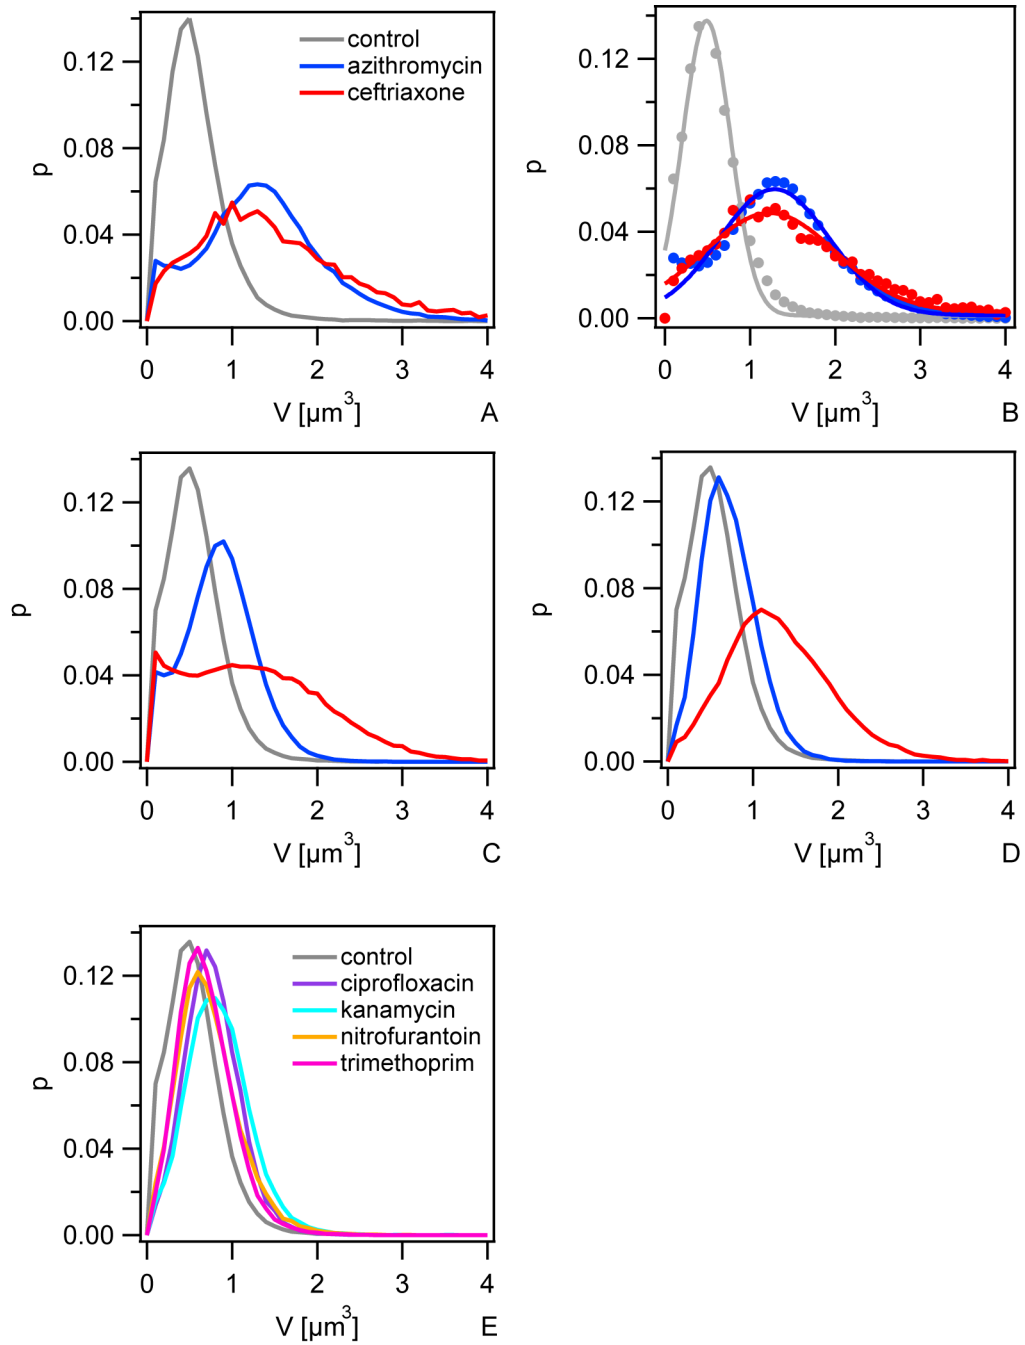 control
azithromycin
ceftriaxone
0.12
0.08
0.04
0.00
p
0 1 2 3 4
V [µm³]
A
0.12
0.08
0.04
0.00
p
0 1 2 3 4
V [µm³]
B
0.12
0.08
0.04
0.00
p
0 1 2 3 4
V [µm³]
C
0.12
0.08
0.04
0.00
p
0 1 2 3 4
V [µm³]
D
control
ciprofloxacin
kanamycin
nitrofurantoin
trimethoprim
0.12
0.08
0.04
0.00
p
0 1 2 3 4
V [µm³]
E